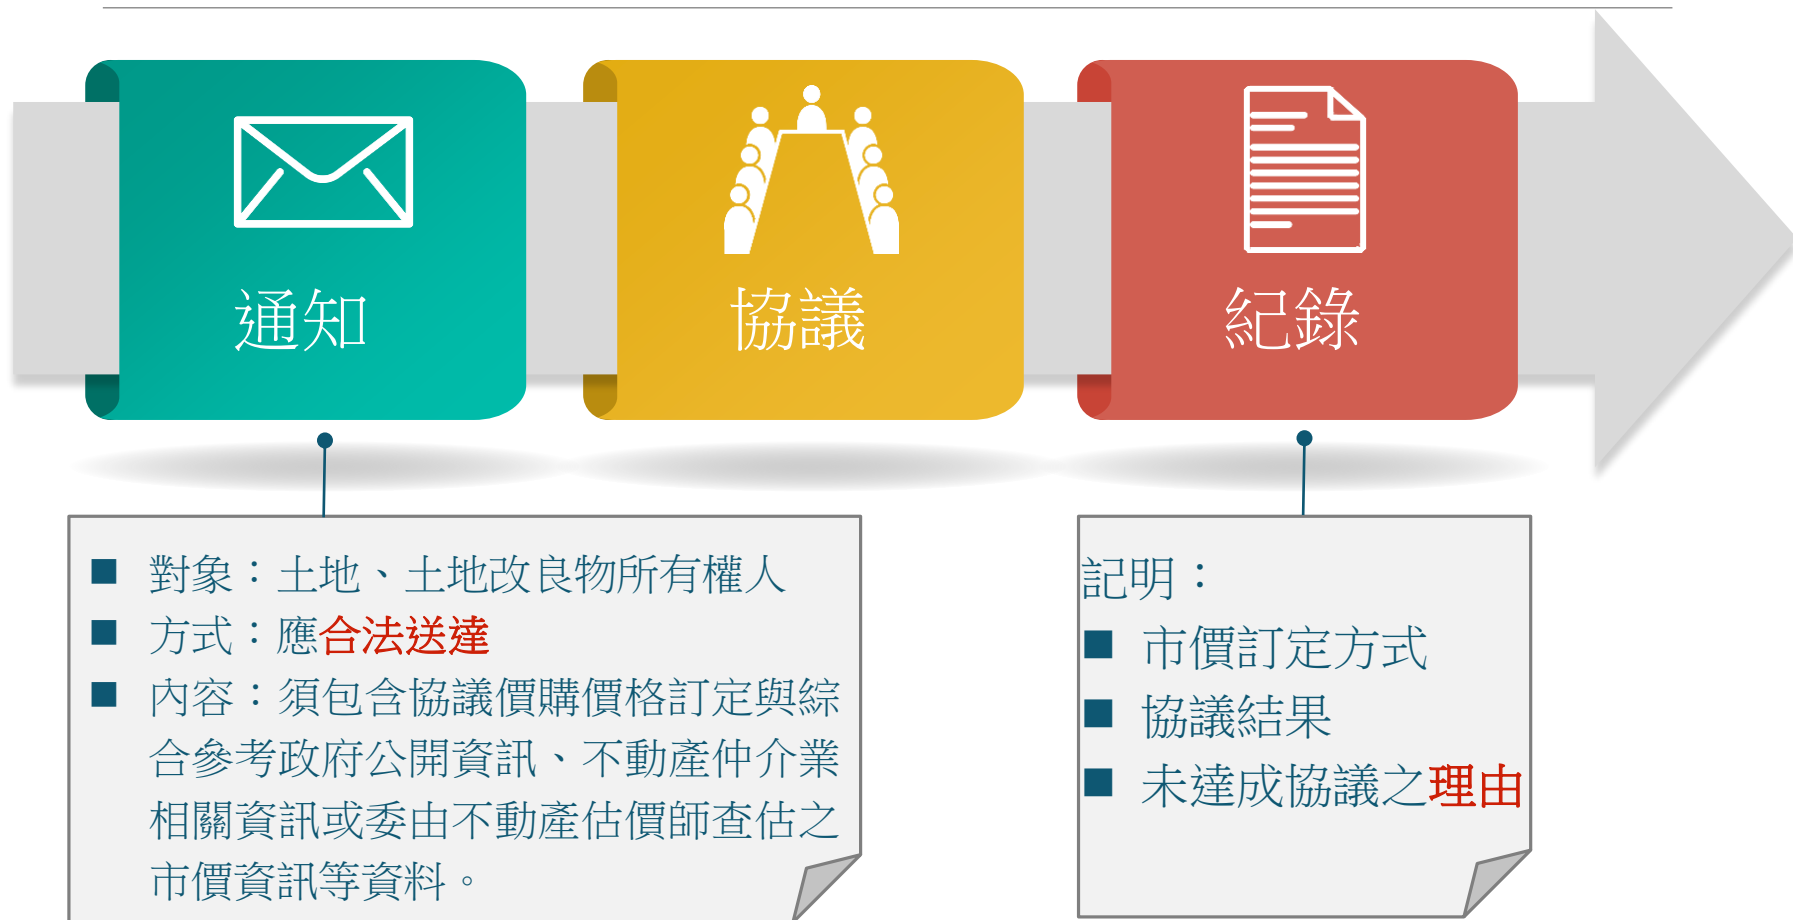 通知
協議
紀錄
對象：土地、土地改良物所有權人
方式：應合法送達
內容：須包含協議價購價格訂定與綜
合參考政府公開資訊、不動產仲介業
相關資訊或委由不動產估價師查估之
市價資訊等資料。
記明：
市價訂定方式
協議結果
未達成協議之理由